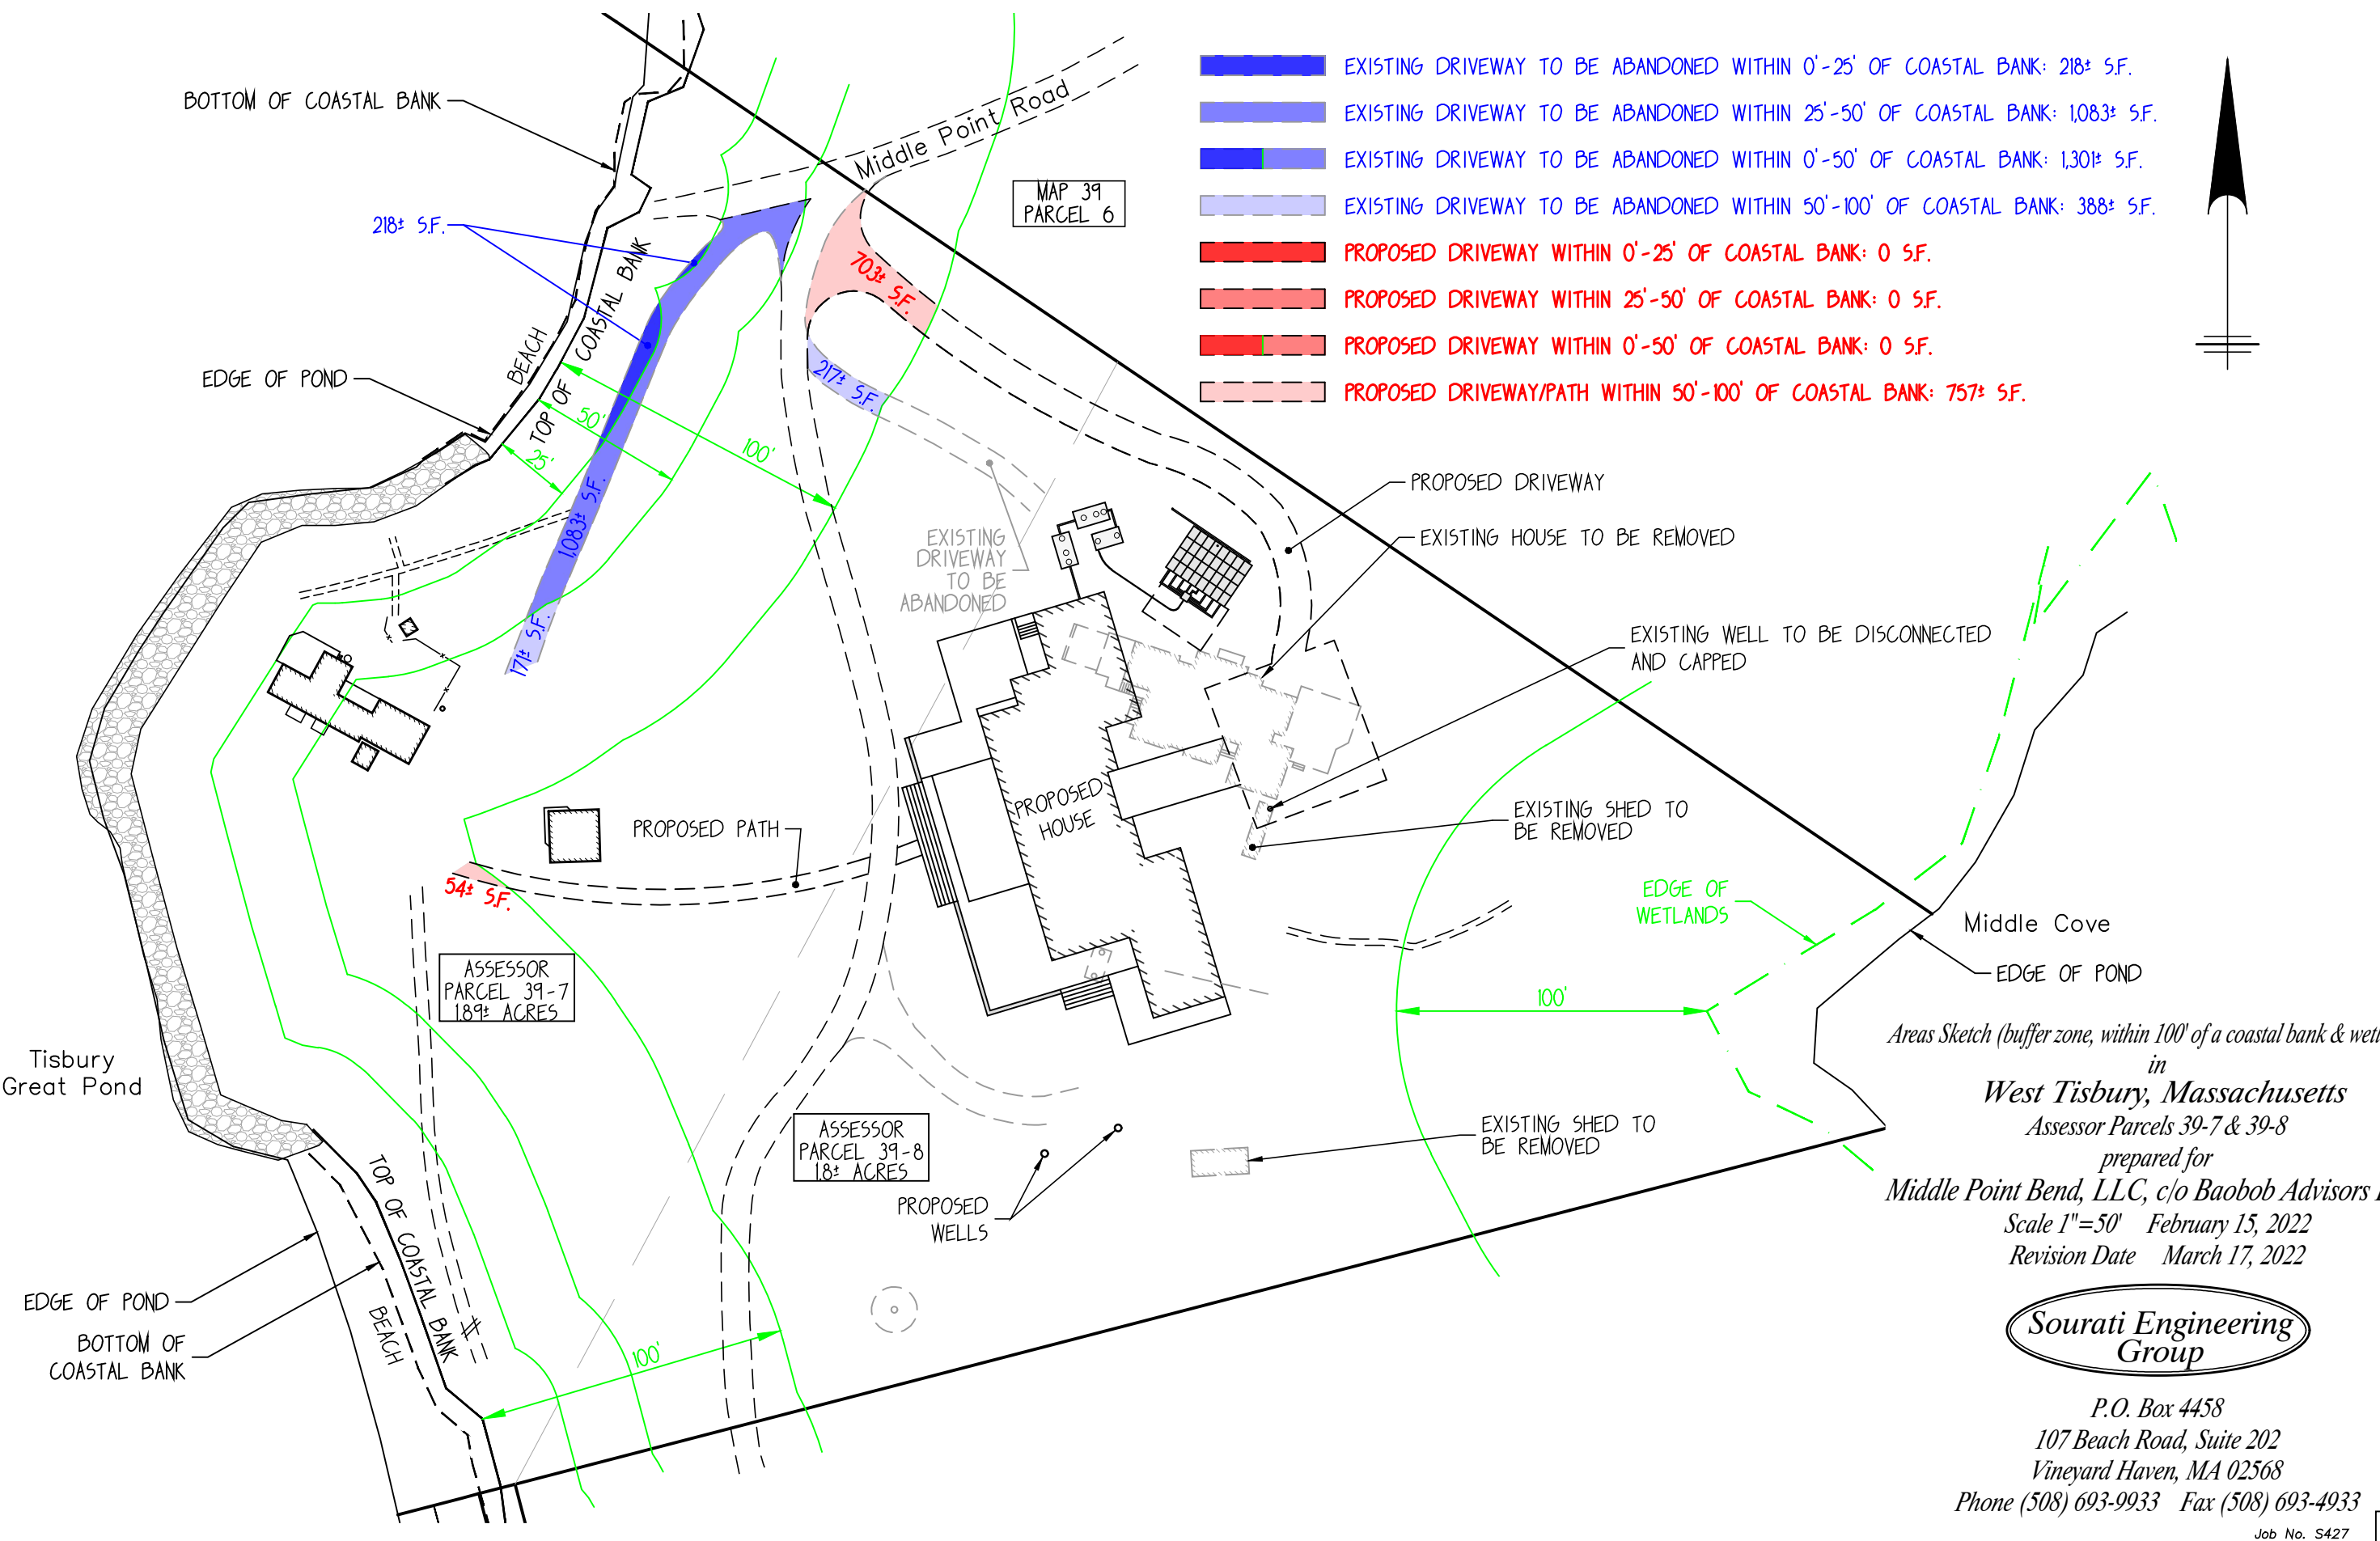 EXISTING DRIVEWAY TO BE ABANDONED WITHIN 0'-25' OF COASTAL BANK: 218± S.F.
EXISTING DRIVEWAY TO BE ABANDONED WITHIN 25'-50' OF COASTAL BANK: 1,083± S.F.
EXISTING DRIVEWAY TO BE ABANDONED WITHIN 0'-50' OF COASTAL BANK: 1,301± S.F.
EXISTING DRIVEWAY TO BE ABANDONED WITHIN 50'-100' OF COASTAL BANK: 388± S.F.
PROPOSED DRIVEWAY WITHIN 0'-25' OF COASTAL BANK: 0 S.F.
PROPOSED DRIVEWAY WITHIN 25'-50' OF COASTAL BANK: 0 S.F.
PROPOSED DRIVEWAY WITHIN 0'-50' OF COASTAL BANK: 0 S.F.
PROPOSED DRIVEWAY/PATH WITHIN 50'-100' OF COASTAL BANK: 757± S.F.
BOTTOM OF COASTAL BANK
Middle Point Road
MAP 39
PARCEL 6
218± S.F.
703± S.F.
BEACH
TOP OF COASTAL BANK
EDGE OF POND
217± S.F.
50'
25'
100'
1,083± S.F.
171± S.F.
EXISTING
DRIVEWAY
TO BE
ABANDONED
PROPOSED DRIVEWAY
EXISTING HOUSE TO BE REMOVED
EXISTING WELL TO BE DISCONNECTED
AND CAPPED
PROPOSED
HOUSE
EXISTING SHED TO
BE REMOVED
PROPOSED PATH
54± S.F.
EDGE OF
WETLANDS
Middle Cove
EDGE OF POND
100'
ASSESSOR
PARCEL 39-7
1.89± ACRES
Tisbury
Great Pond
ASSESSOR
PARCEL 39-8
1.8± ACRES
EXISTING SHED TO
BE REMOVED
PROPOSED
WELLS
TOP OF COASTAL BANK
BEACH
EDGE OF POND
BOTTOM OF
COASTAL BANK
100'
Areas Sketch (buffer zone, within 100' of a coastal bank &
in
West Tisbury, Massachusetts
Assessor Parcels 39-7 & 39-8
prepared for
Middle Point Bend, LLC, c/o Baobob Advisors
Scale 1"=50' February 15, 2022
Revision Date March 17, 2022
Sourati Engineering
Group
P.O. Box 4458
107 Beach Road, Suite 202
Vineyard Haven, MA 02568
Phone (508) 693-9933 Fax (508) 693-4933
Job No. S427